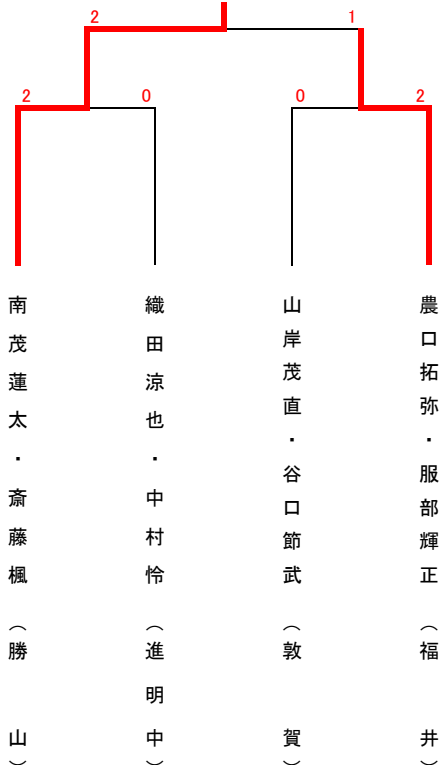 2 1
2 0 0 2
南茂蓮太・斎藤楓（勝山）
織田涼也・中村怜（進明中）
山岸茂直・谷口節武（敦賀）
農口拓弥・服部輝正（福井）